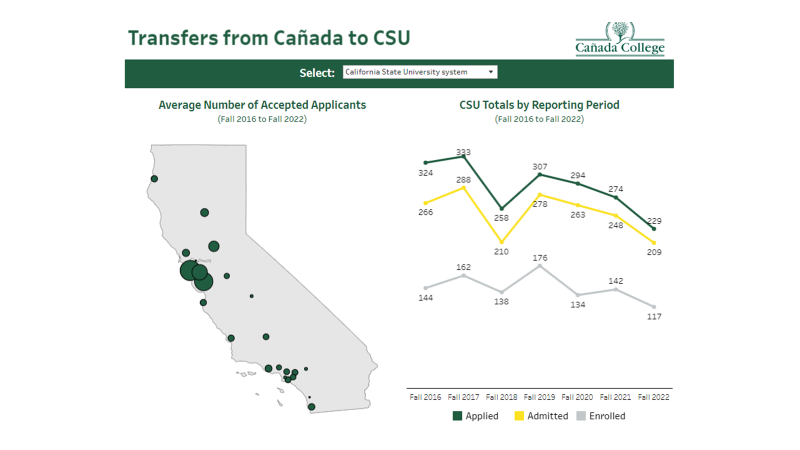 Transfers from Cañada to CSU
Cañada College
Select: California State University system
Average Number of Accepted Applicants
(Fall 2016 to Fall 2022)
CSU Totals by Reporting Period
(Fall 2016 to Fall 2022)
324 333 258 307 294 274 229
266 288 210 278 263 248 209
144 162 138 176 134 142 117
Fall 2016 Fall 2017 Fall 2018 Fall 2019 Fall 2020 Fall 2021 Fall 2022
Applied Admitted Enrolled